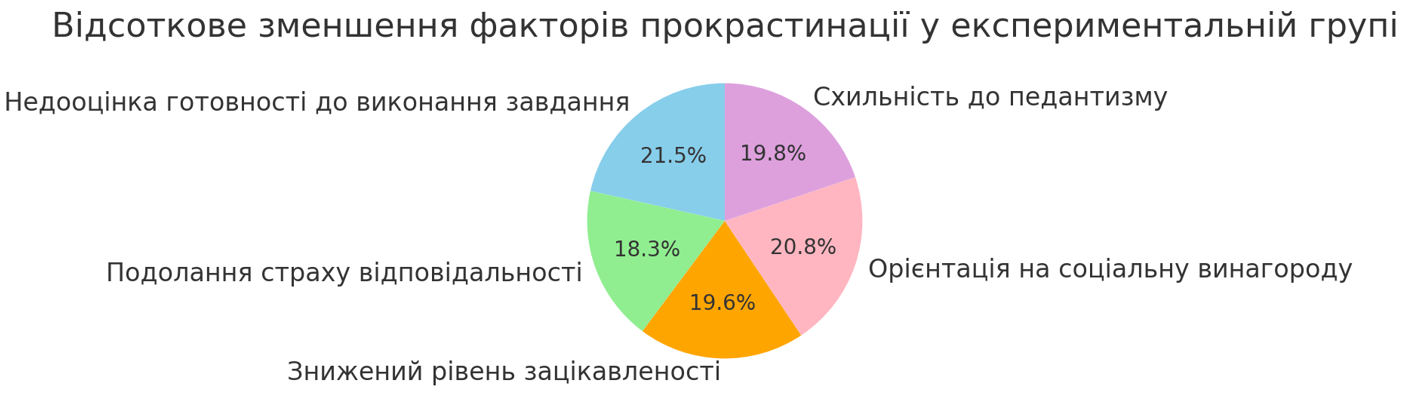 Відсоткове зменшення факторів прокрастинації у експериментальній групі
Недооцінка готовності до виконання завдання
Схильність до педантизму
21.5%
19.8%
18.3%
20.8%
Подолання страху відповідальності
Орієнтація на соціальну винагороду
19.6%
Знижений рівень зацікавленості